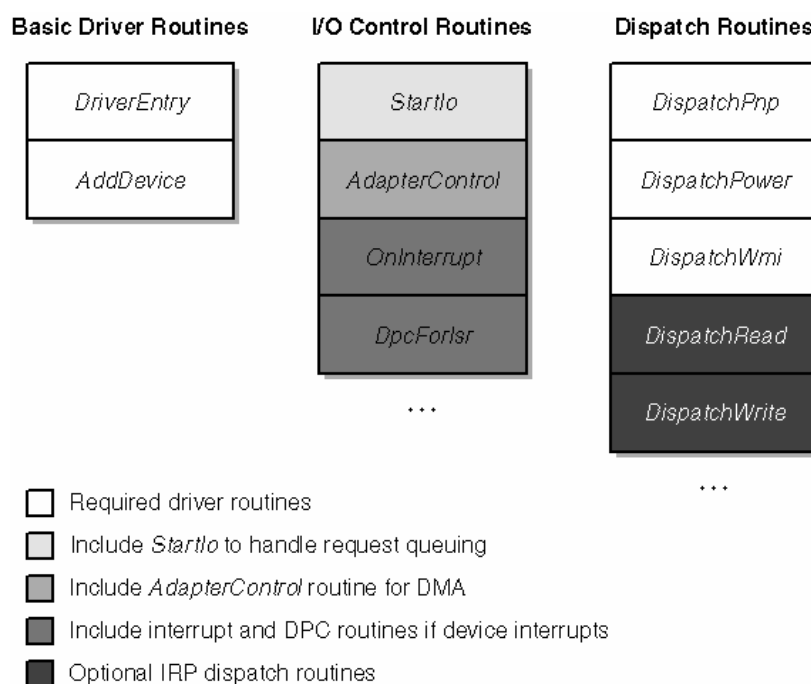 Basic Driver Routines
I/O Control Routines
Dispatch Routines
DriverEntry
AddDevice
StartIo
AdapterControl
OnInterrupt
DpcForIsr
...
DispatchPnp
DispatchPower
DispatchWmi
DispatchRead
DispatchWrite
...
Required driver routines
Include StartIo to handle request queuing
Include AdapterControl routine for DMA
Include interrupt and DPC routines if device interrupts
Optional IRP dispatch routines